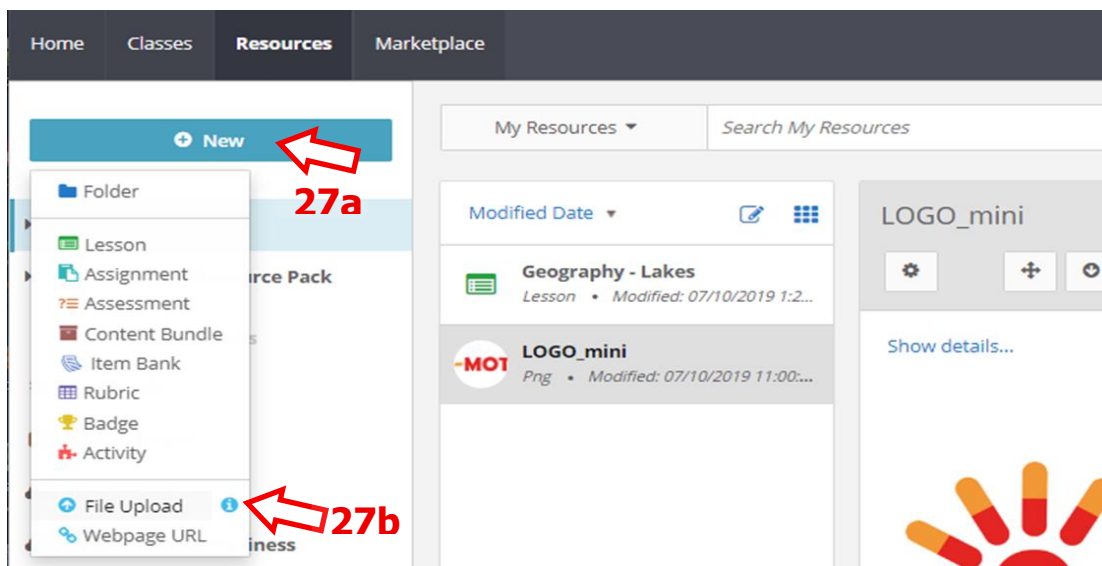 Home Classes Resources Marketplace
New
27a
Folder
Lesson
Assignment
Assessment
Content Bundle
Item Bank
Rubric
Badge
Activity
File Upload
27b
Webpage URL
Pack
My Resources
Search My Resources
Modified Date
Geography - Lakes
Lesson • Modified: 07/10/2019 1:2...
LOGO_mini
Png • Modified: 07/10/2019 11:00:...
-MOT
LOGO_mini
Show details...